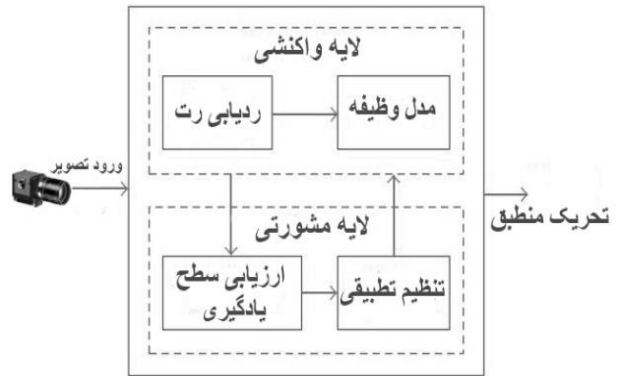 لایه واکنشی
ردیابی رت
مدل وظیفه
ورود تصویر
تحریک منطبق
لایه مشورتی
ارزیابی سطح
یادگیری
تنظیم تطبیقی